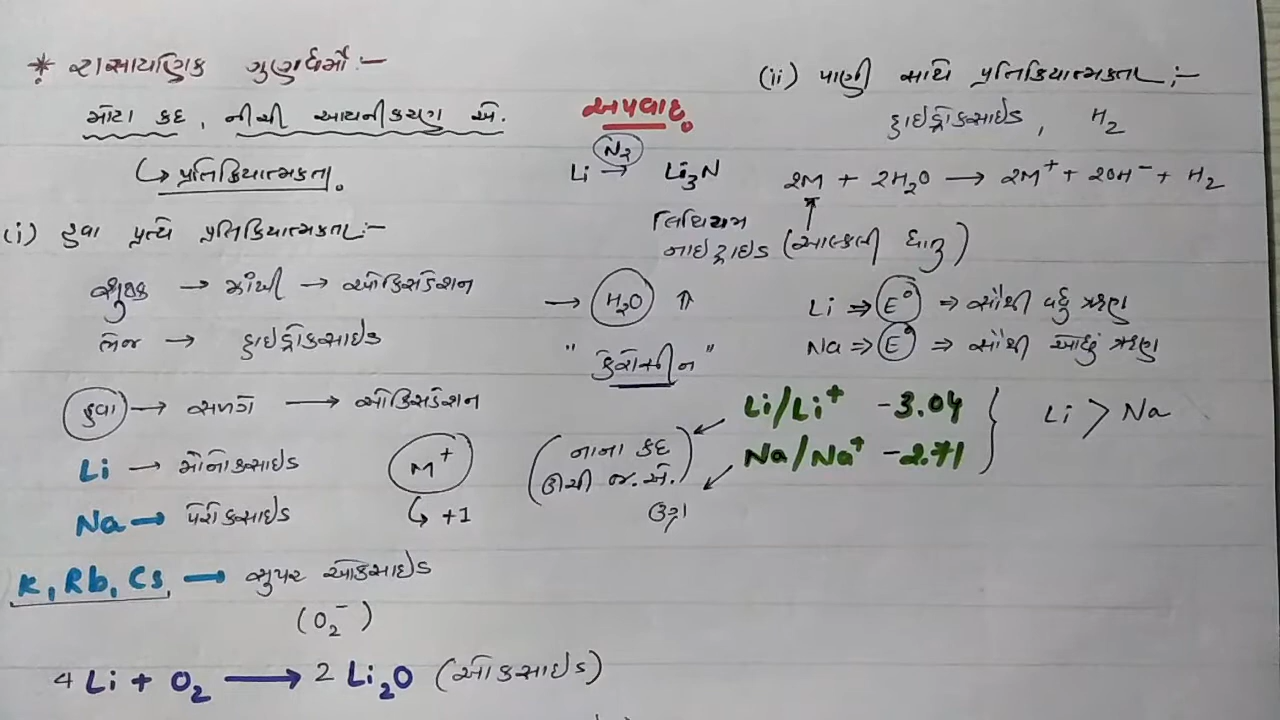 * રાસાયણિક ગુણધર્મો :-
મોટા કદ, નીચી આયનીકરણ એ.
↳ પ્રતિક્રિયાત્મકતા.
(i) હવા પ્રત્યે પ્રતિક્રિયાત્મકતા :-
શુષ્ક → ઝાંખી → ઓક્સિડેશન
ભેજ → હાઈડ્રોક્સાઈડ
હવા → સળગે → ઓક્સિડેશન
Li → મોનોક્સાઈડ
Na → પેરોક્સાઈડ
M⁺
↳ +1
K, Rb, Cs → સુપર ઓક્સાઈડ
(O₂⁻)
4Li + O₂ → 2Li₂O (ઓક્સાઈડ)
અપવાદ.
N₂
Li → Li₃N
લિથિયમ
નાઈટ્રાઈડ
→ H₂O ⇑
"કેરોસીન"
(ii) પાણી સાથે પ્રતિક્રિયાત્મકતા :-
હાઈડ્રોક્સાઈડ, H₂
2M + 2H₂O → 2M⁺ + 2OH⁻ + H₂
(આલ્કલી ધાતુ)
Li ⇒ E° ⇒ સૌથી વધુ ઋણ
Na ⇒ E° ⇒ સૌથી ઓછું ઋણ
Li/Li⁺ -3.04
Na/Na⁺ -2.71
Li > Na
(નાના કદ
ઊંચી જ.એ.)
ઉગ્ર